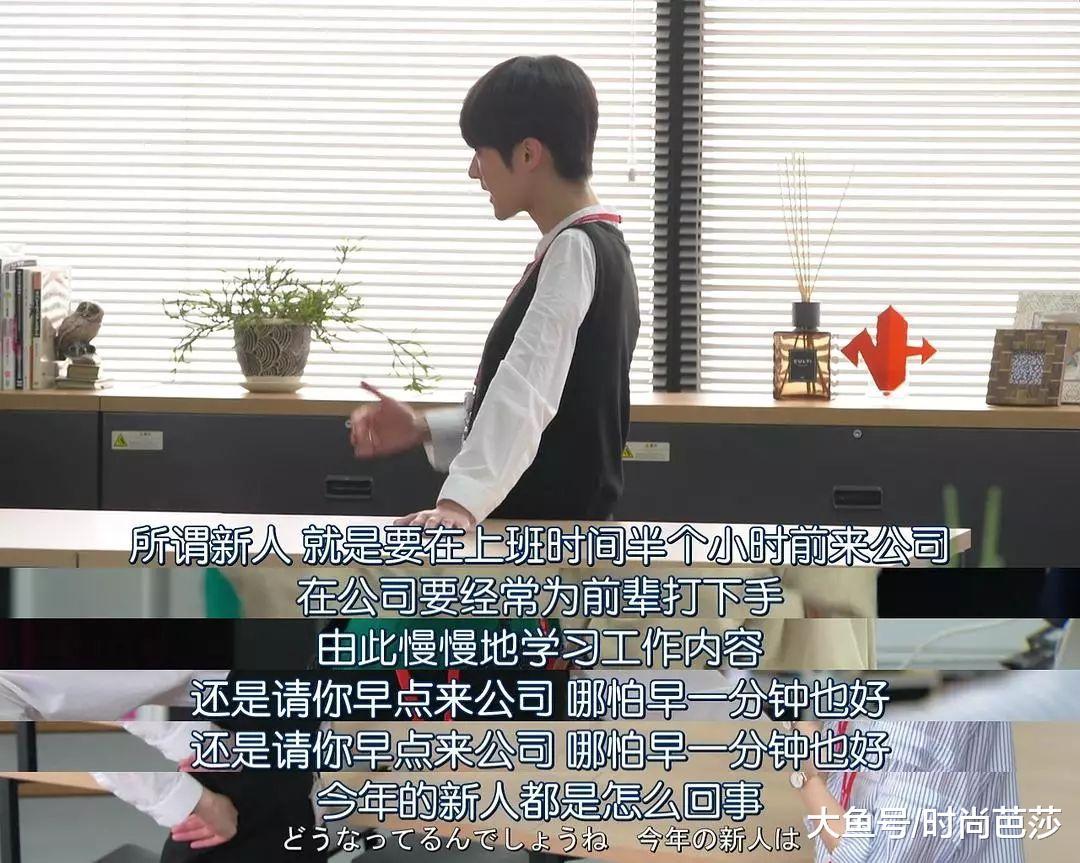 所谓新人 就是要在上班时间半个小时前来公司
在公司要经常为前辈打下手
由此慢慢地学习工作内容
还是请你早点来公司 哪怕早一分钟也好
还是请你早点来公司 哪怕早一分钟也好
今年的新人都是怎么回事
どうなってるんでしょうね 今年の新人は
大鱼号/时尚芭莎
CULTI